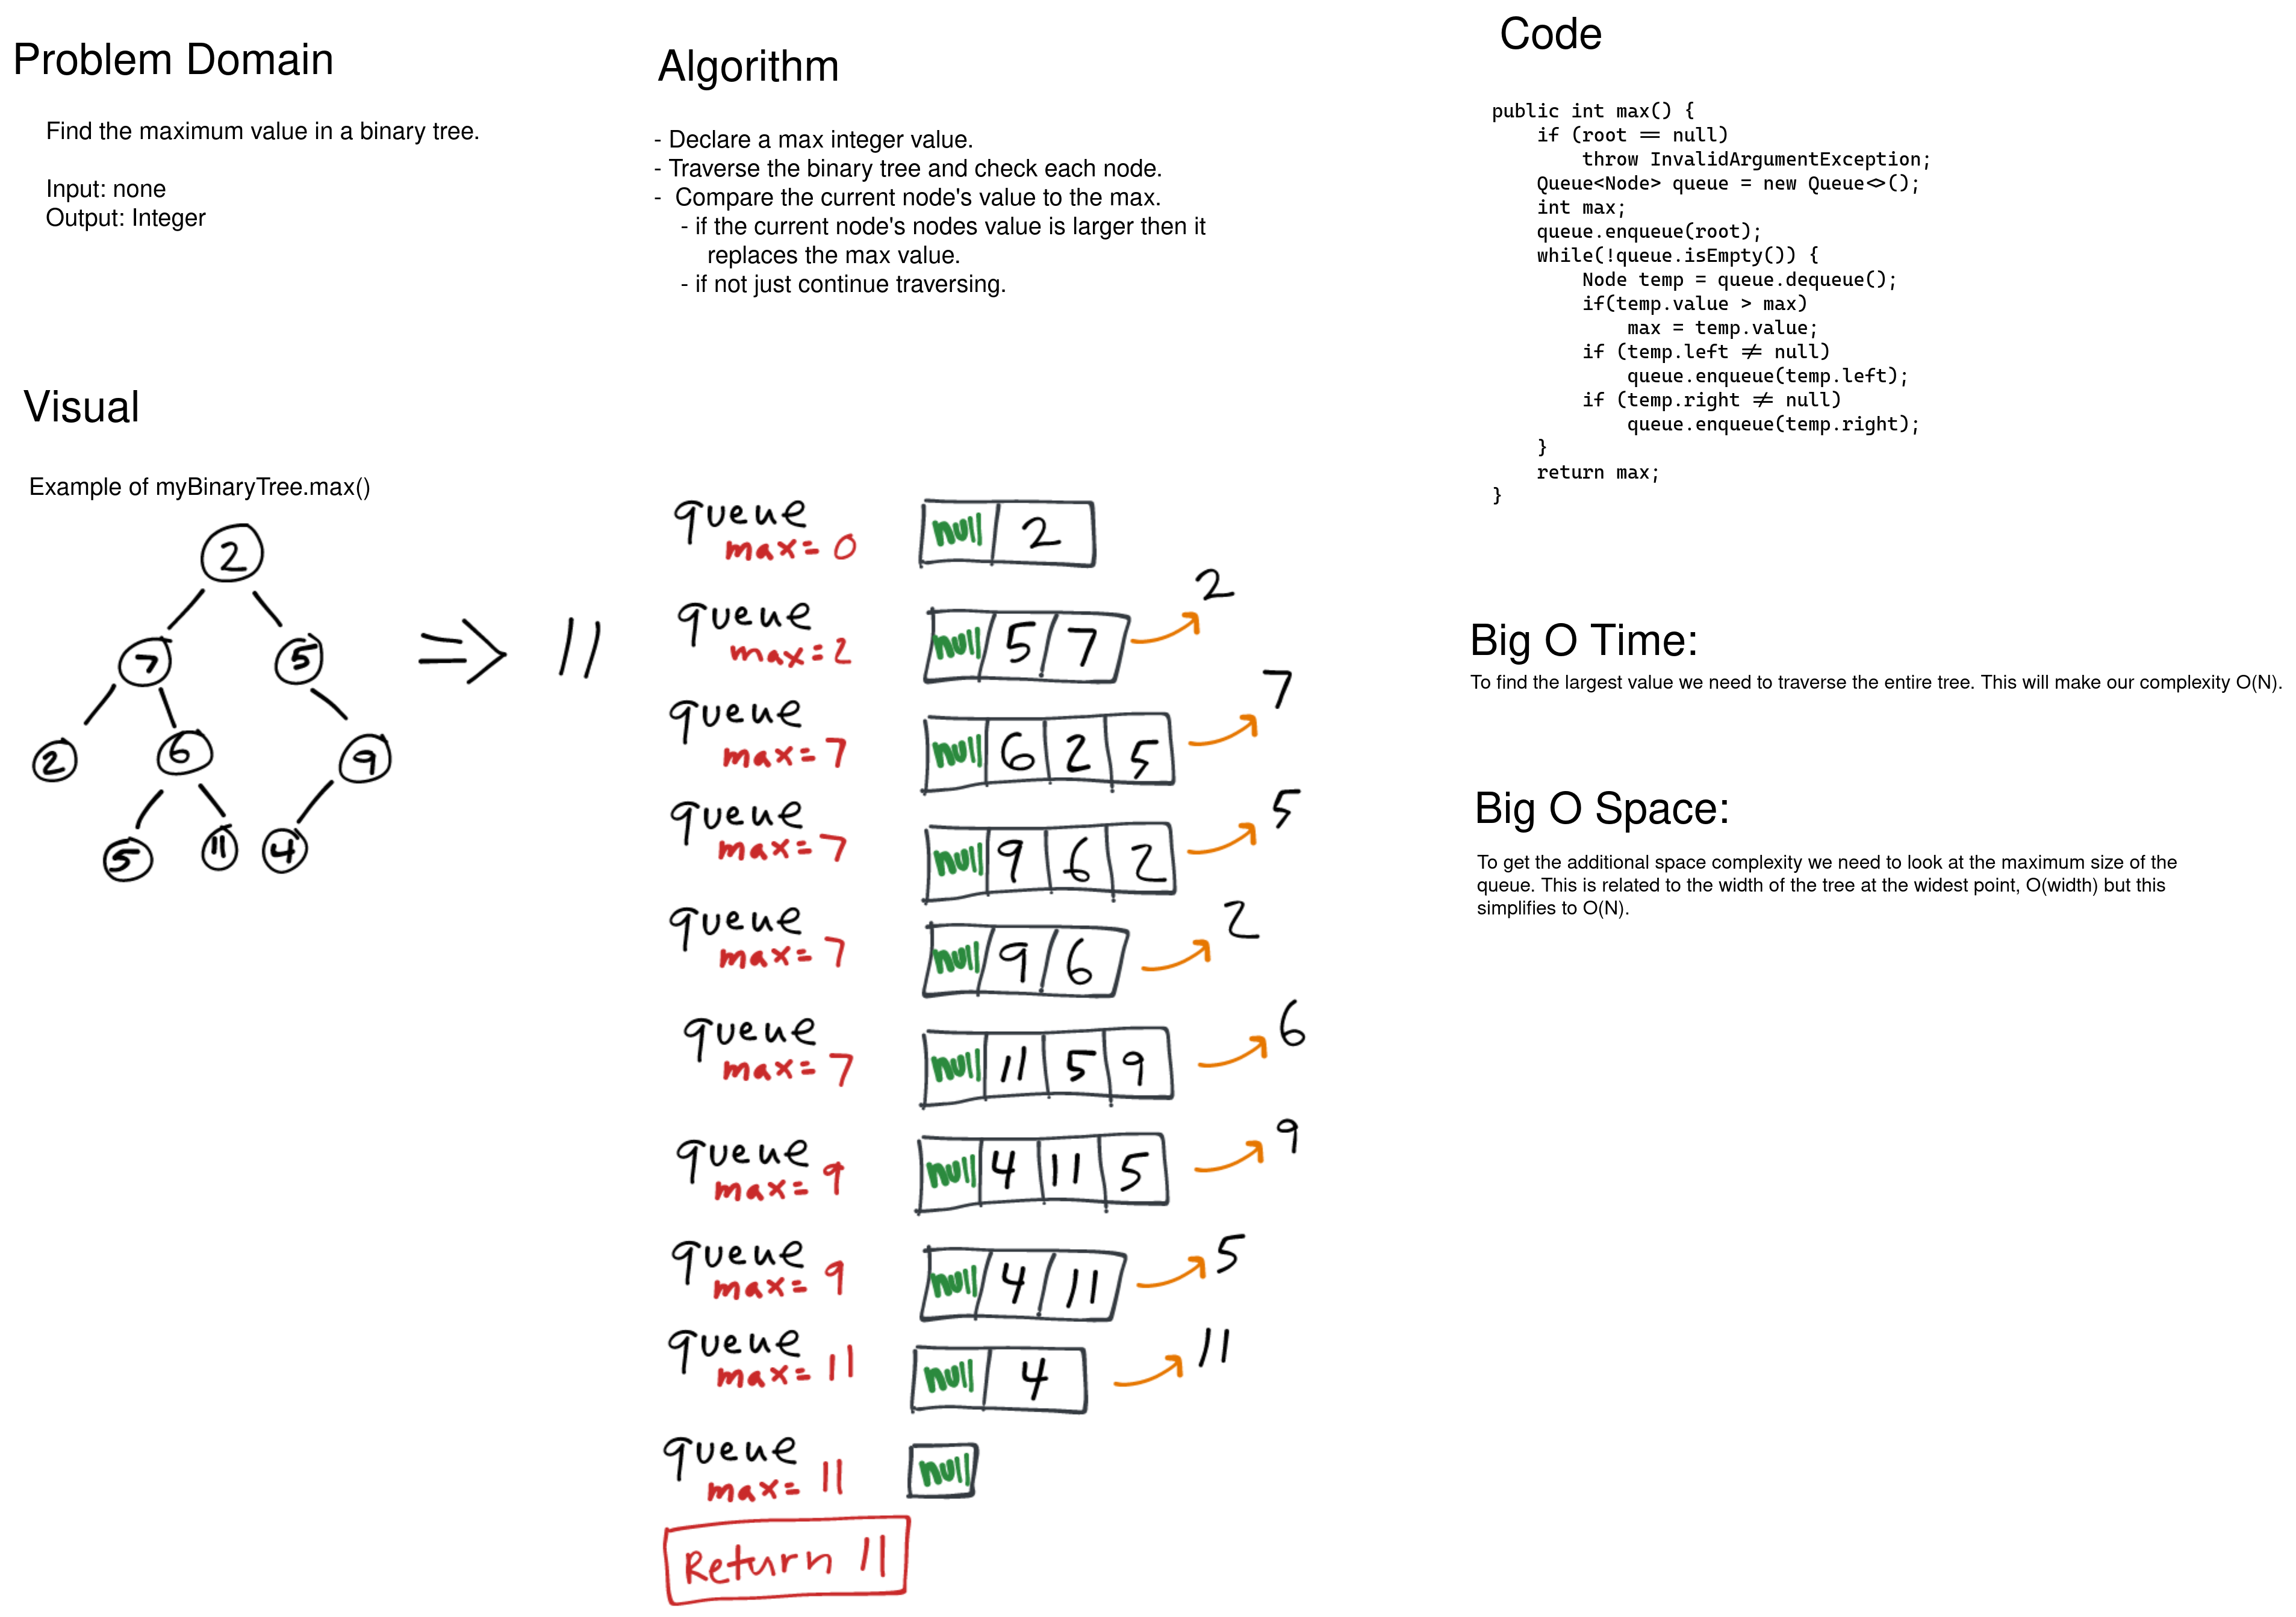 Problem Domain
Find the maximum value in a binary tree.
Input: none
Output: Integer
Visual
Example of myBinaryTree.max()
2
7 5
2 6 9
5 11 4
=> 11
Algorithm
- Declare a max integer value.
- Traverse the binary tree and check each node.
- Compare the current node's value to the max.
- if the current node's nodes value is larger then it
replaces the max value.
- if not just continue traversing.
queue
max= 0
null 2
queue
max=2
null 5 7
2
queue
max=7
null 6 2 5
7
queue
max=7
null 9 6 2
5
queue
max=7
null 9 6
2
queue
max=7
null 11 5 9
6
queue
max=9
null 4 11 5
9
queue
max= 9
null 4 11
5
queue
max= 11
null 4
11
queue
max= 11
null
Return 11
Code
public int max() {
if (root == null)
throw InvalidArgumentException;
Queue<Node> queue = new Queue<>();
int max;
queue.enqueue(root);
while(!queue.isEmpty()) {
Node temp = queue.dequeue();
if(temp.value > max)
max = temp.value;
if (temp.left ≠ null)
queue.enqueue(temp.left);
if (temp.right ≠ null)
queue.enqueue(temp.right);
}
return max;
}
Big O Time:
To find the largest value we need to traverse the entire tree. This will make our complexity O(N).
Big O Space:
To get the additional space complexity we need to look at the maximum size of the
queue. This is related to the width of the tree at the widest point, O(width) but this
simplifies to O(N).